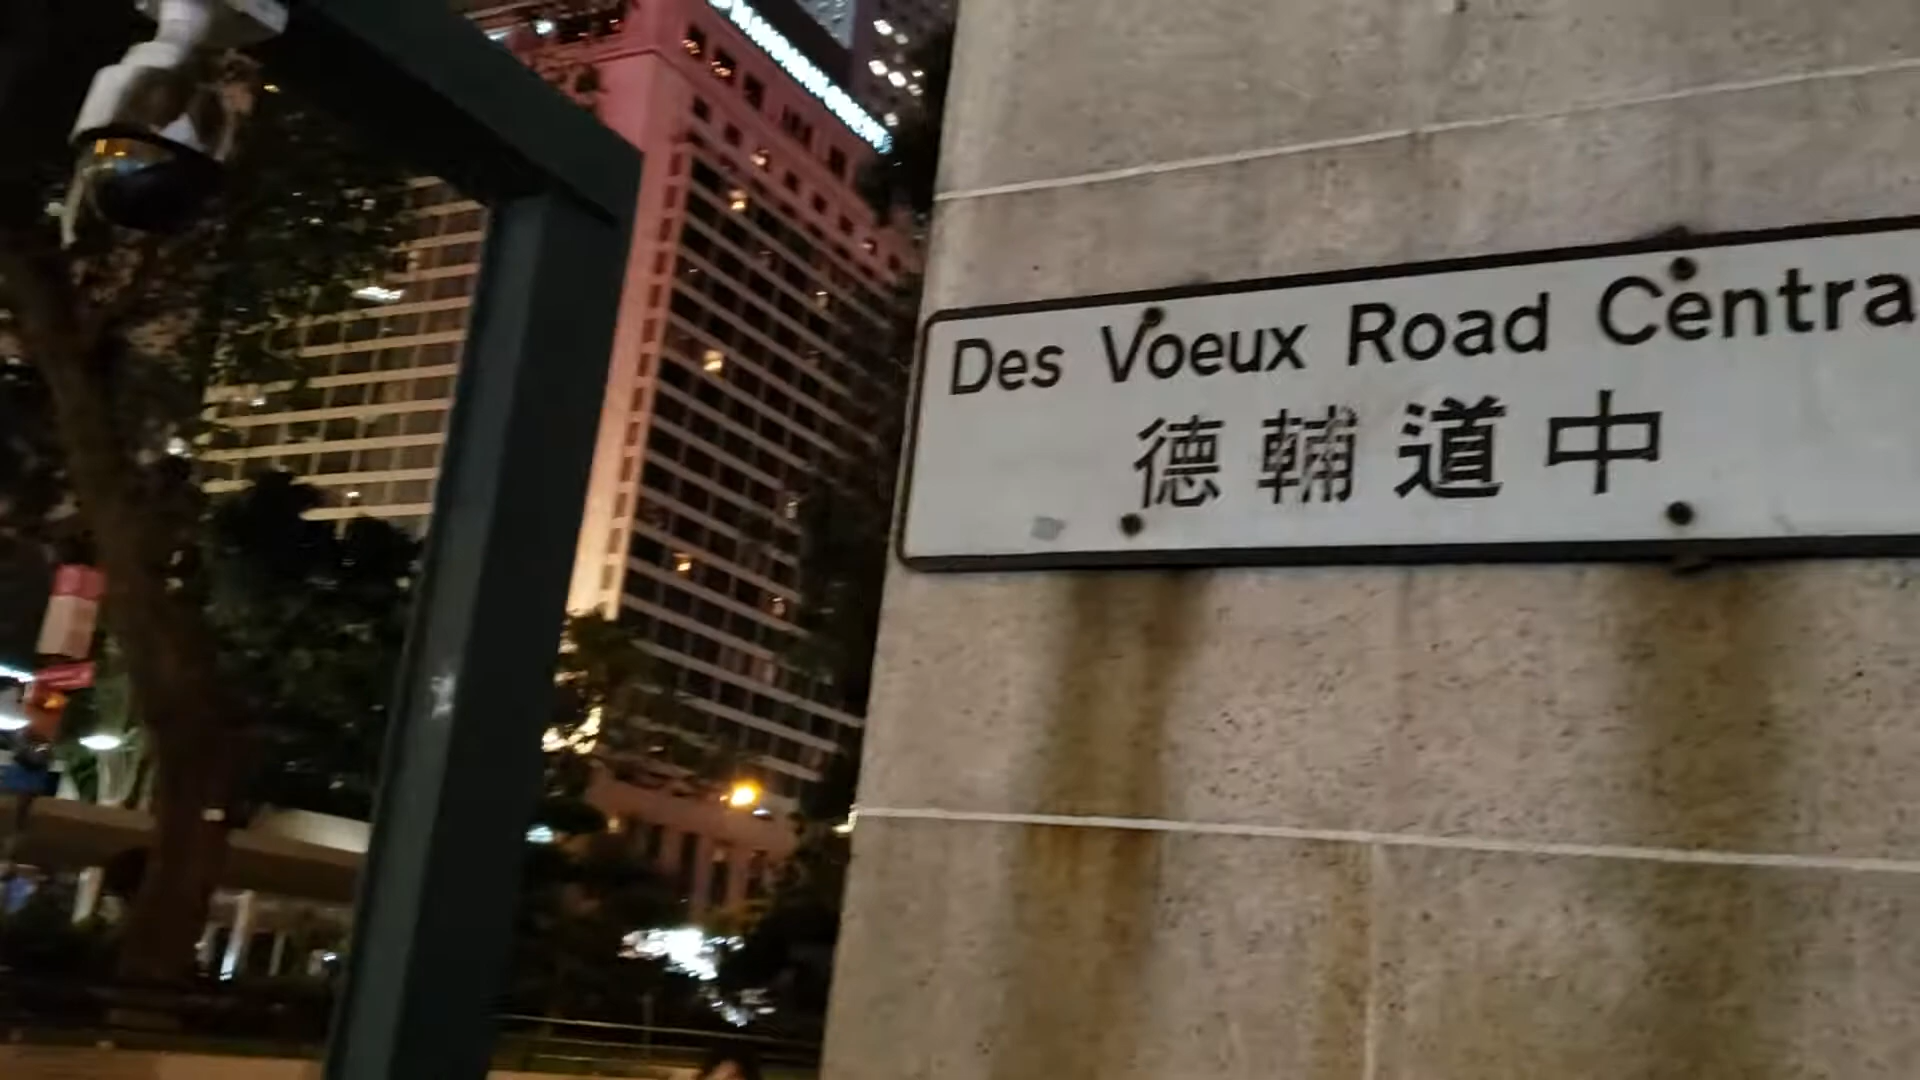 Des Voeux Road Centra
德輔道中